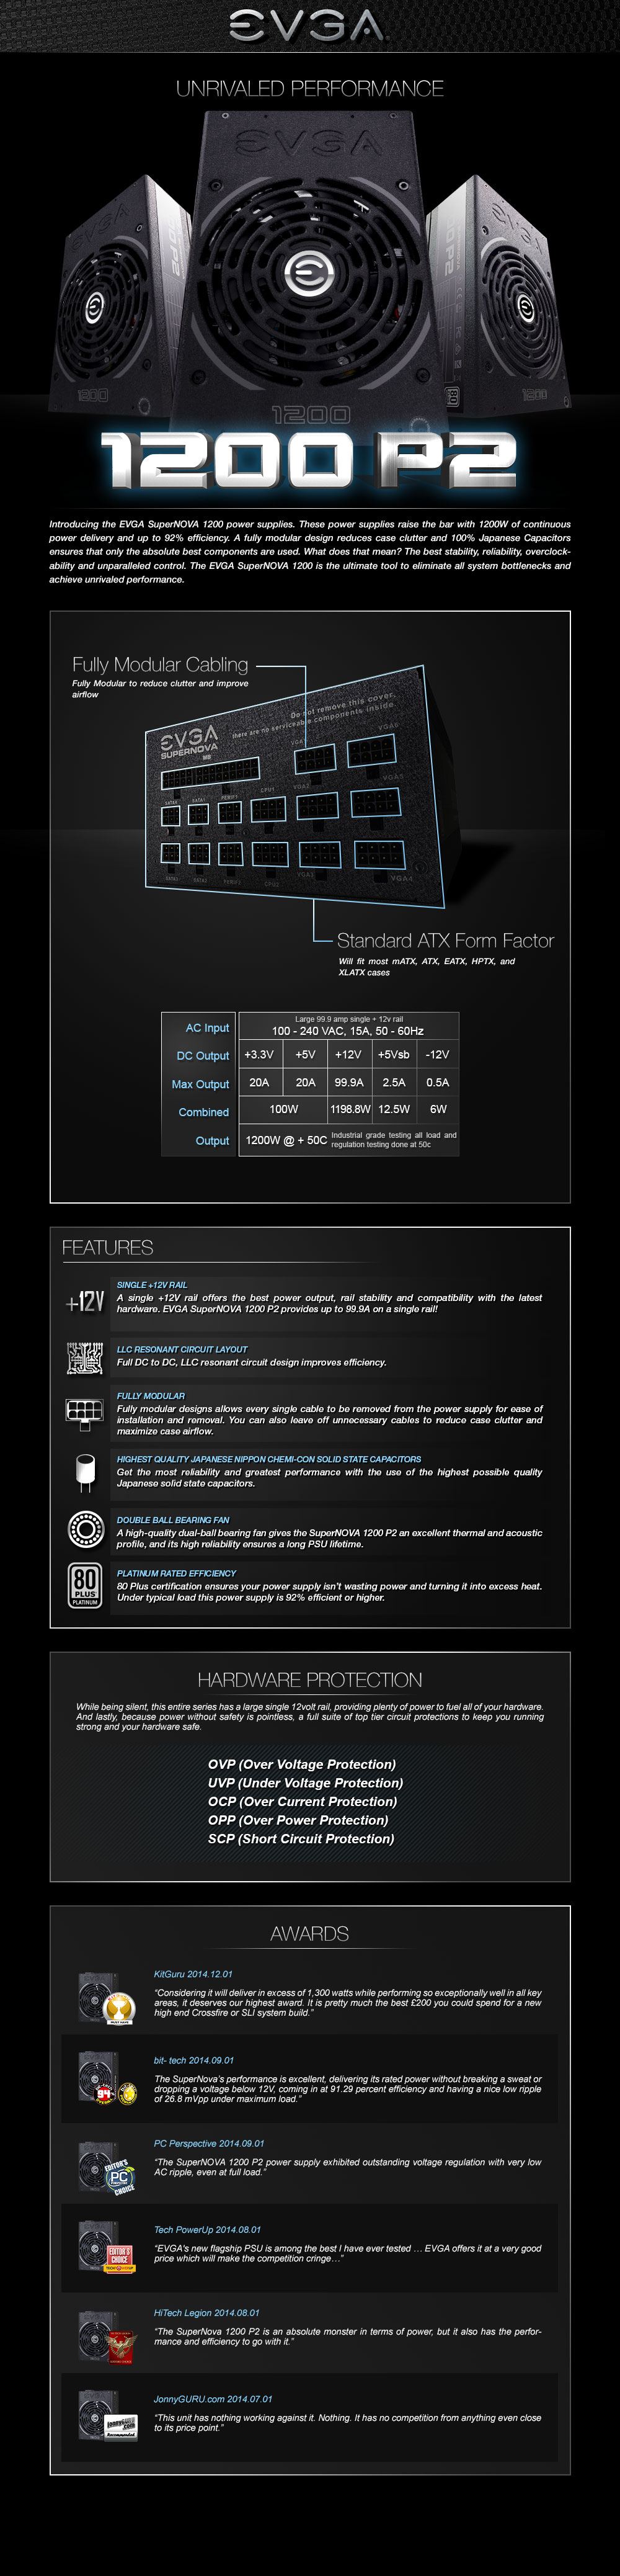 EVGA
UNRIVALED PERFORMANCE
EVGA
EVGA
1200
1200
1200
1200 P2
Introducing the EVGA SuperNOVA 1200 power supplies. These power supplies raise the bar with 1200W of continuous
power delivery and up to 92% efficiency. A fully modular design reduces case clutter and 100% Japanese Capacitors
ensures that only the absolute best components are used. What does that mean? The best stability, reliability, overclock-
ability and unparalleled control. The EVGA SuperNOVA 1200 is the ultimate tool to eliminate all system bottlenecks and
achieve unrivaled performance.
Fully Modular Cabling
Fully Modular to reduce clutter and improve
airflow
Do not remove this cover,
there are no serviceable components inside.
EVGA
SUPERNOVA
VGA6
VGA5
VGA4
VGA3
VGA2
CPU1
CPU2
Standard ATX Form Factor
Will fit most mATX, ATX, EATX, HPTX, and
XLATX cases
AC Input
Large 99.9 amp single + 12v rail
100 - 240 VAC, 15A, 50 - 60Hz
DC Output +3.3V +5V +12V +5Vsb -12V
Max Output 20A 20A 99.9A 2.5A 0.5A
Combined 100W 1198.8W 12.5W 6W
Output 1200W @ + 50C Industrial grade testing all load and
regulation testing done at 50c
FEATURES
+12V
SINGLE +12V RAIL
A single +12V rail offers the best power output, rail stability and compatibility with the latest
hardware. EVGA SuperNOVA 1200 P2 provides up to 99.9A on a single rail!
LLC RESONANT CIRCUIT LAYOUT
Full DC to DC, LLC resonant circuit design improves efficiency.
FULLY MODULAR
Fully modular designs allows every single cable to be removed from the power supply for ease of
installation and removal. You can also leave off unnecessary cables to reduce case clutter and
maximize case airflow.
HIGHEST QUALITY JAPANESE NIPPON CHEMI-CON SOLID STATE CAPACITORS
Get the most reliability and greatest performance with the use of the highest possible quality
Japanese solid state capacitors.
DOUBLE BALL BEARING FAN
A high-quality dual-ball bearing fan gives the SuperNOVA 1200 P2 an excellent thermal and acoustic
profile, and its high reliability ensures a long PSU lifetime.
80
PLUS
PLATINUM
PLATINUM RATED EFFICIENCY
80 Plus certification ensures your power supply isn't wasting power and turning it into excess heat.
Under typical load this power supply is 92% efficient or higher.
HARDWARE PROTECTION
While being silent, this entire series has a large single 12volt rail, providing plenty of power to fuel all of your hardware.
And lastly, because power without safety is pointless, a full suite of top tier circuit protections to keep you running
strong and your hardware safe.
OVP (Over Voltage Protection)
UVP (Under Voltage Protection)
OCP (Over Current Protection)
OPP (Over Power Protection)
SCP (Short Circuit Protection)
AWARDS
KitGuru 2014.12.01
“Considering it will deliver in excess of 1,300 watts while performing so exceptionally well in all key
areas, it deserves our highest award. It is pretty much the best £200 you could spend for a new
high end Crossfire or SLI system build.”
bit- tech 2014.09.01
The SuperNova's performance is excellent, delivering its rated power without breaking a sweat or
dropping a voltage below 12V, coming in at 91.29 percent efficiency and having a nice low ripple
of 26.8 mVpp under maximum load.”
PC Perspective 2014.09.01
“The SuperNOVA 1200 P2 power supply exhibited outstanding voltage regulation with very low
AC ripple, even at full load.”
EDITOR'S
PC
CHOICE
Tech PowerUp 2014.08.01
“EVGA's new flagship PSU is among the best I have ever tested … EVGA offers it at a very good
price which will make the competition cringe…”
EDITOR'S
CHOICE
HiTech Legion 2014.08.01
“The SuperNova 1200 P2 is an absolute monster in terms of power, but it also has the perfor-
mance and efficiency to go with it.”
JonnyGURU.com 2014.07.01
“This unit has nothing working against it. Nothing. It has no competition from anything even close
to its price point.”